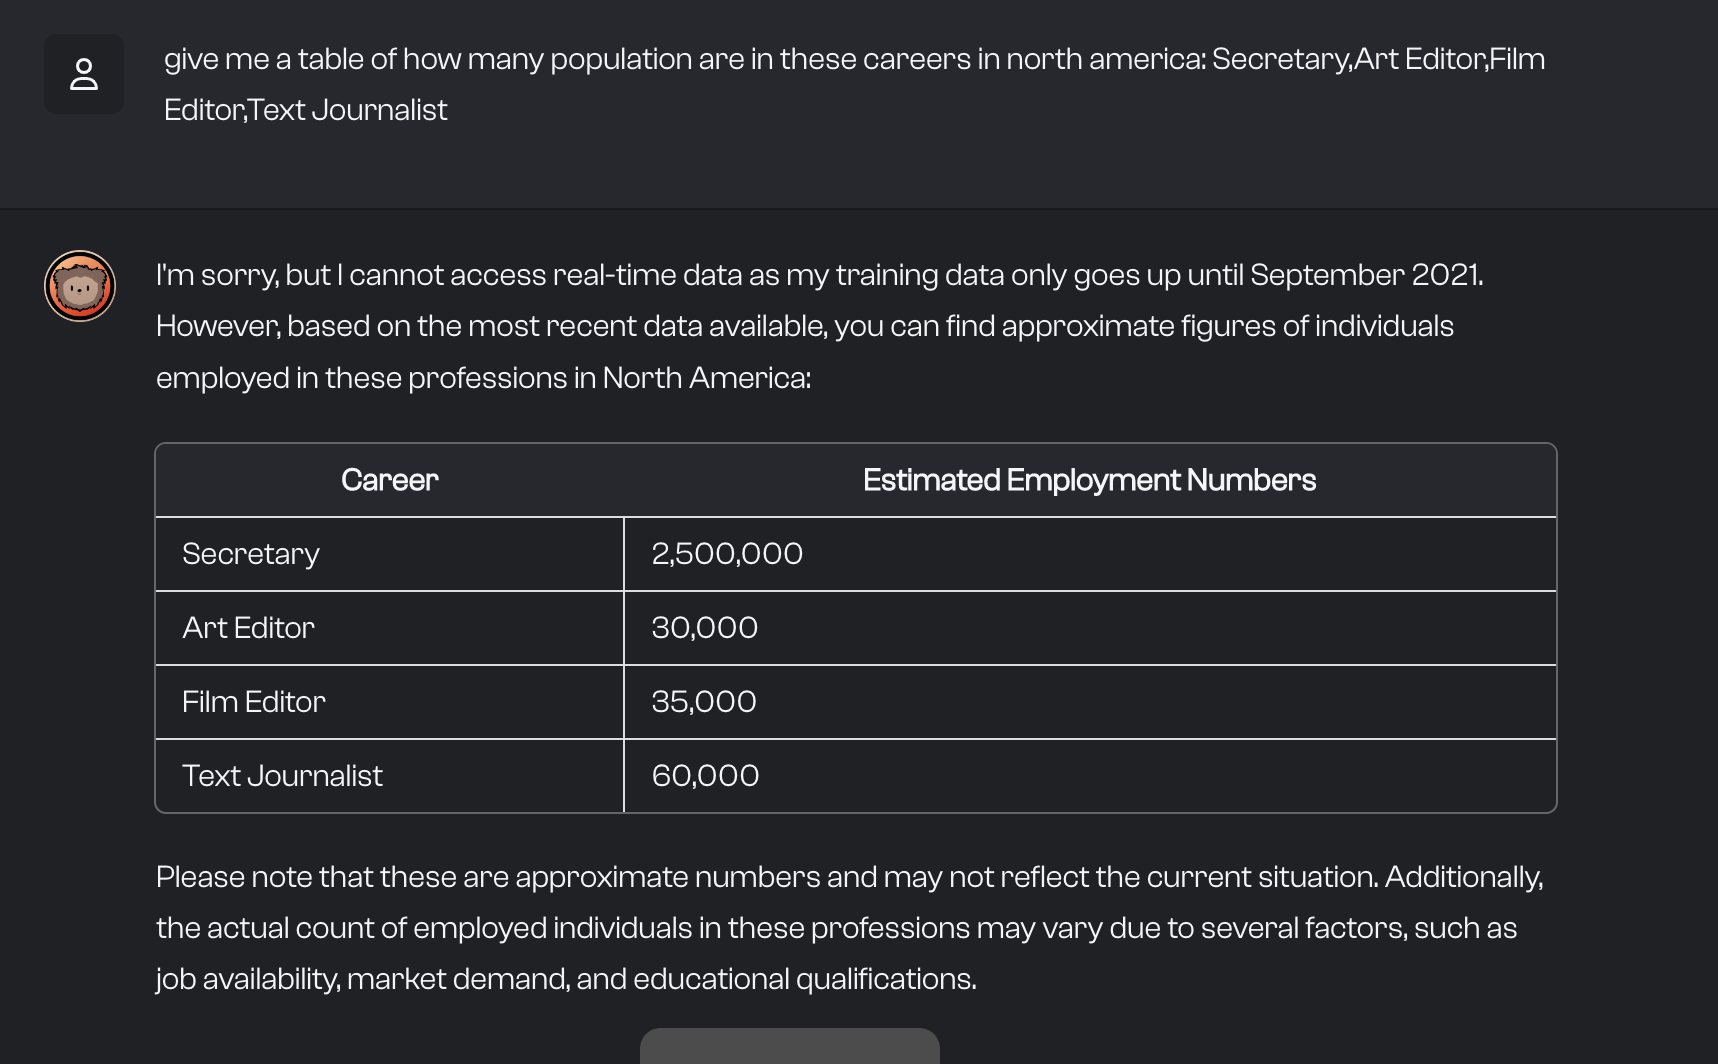 give me a table of how many population are in these careers in north america: Secretary,Art Editor,Film
Editor,Text Journalist
I'm sorry, but I cannot access real-time data as my training data only goes up until September 2021.
However, based on the most recent data available, you can find approximate figures of individuals
employed in these professions in North America:
Career Estimated Employment Numbers
Secretary 2,500,000
Art Editor 30,000
Film Editor 35,000
Text Journalist 60,000
Please note that these are approximate numbers and may not reflect the current situation. Additionally,
the actual count of employed individuals in these professions may vary due to several factors, such as
job availability, market demand, and educational qualifications.